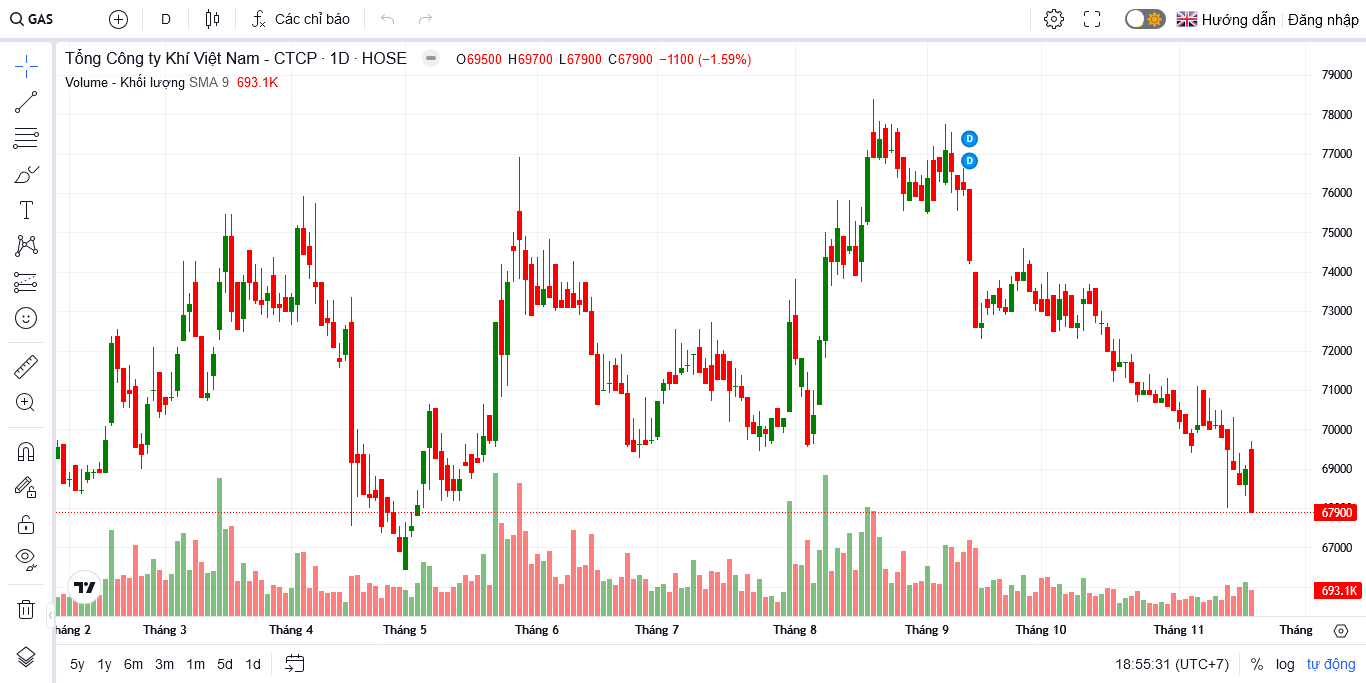 GAS D Các chỉ báo Hướng dẫn Đăng nhập
Tổng Công ty Khí Việt Nam - CTCP · 1D · HOSE O69500 H69700 L67900 C67900 −1100 (−1.59%)
Volume - Khối lượng SMA 9 693.1K
79000
78000
D
77000
D
76000
75000
74000
73000
72000
71000
70000
69000
67900
67000
693.1K
háng 2 Tháng 3 Tháng 4 Tháng 5 Tháng 6 Tháng 7 Tháng 8 Tháng 9 Tháng 10 Tháng 11 Tháng
5y 1y 6m 3m 1m 5d 1d 18:55:31 (UTC+7) % log tự động